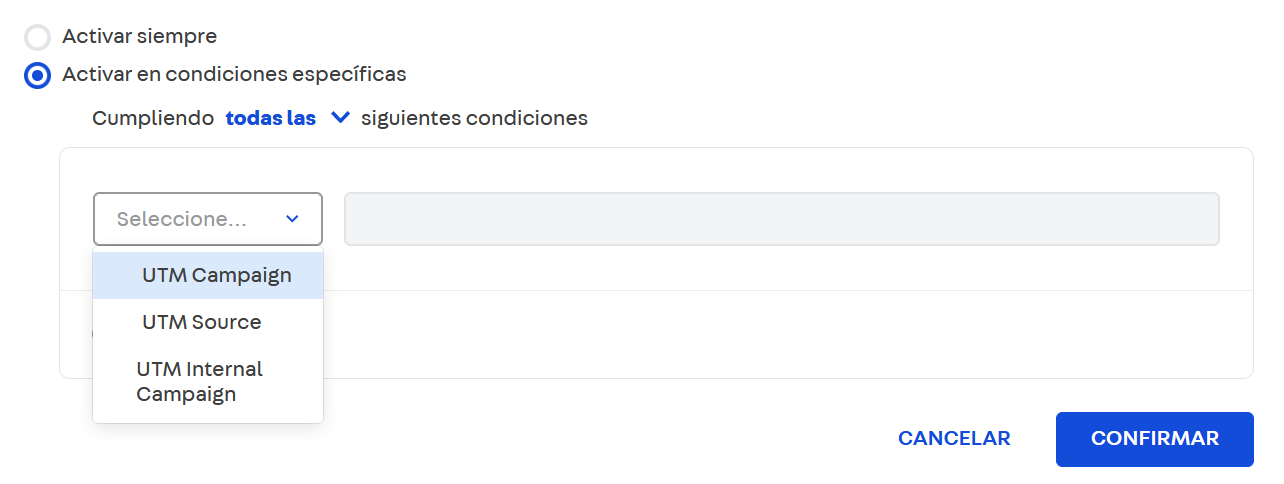 Activar siempre
Activar en condiciones específicas
Cumpliendo todas las siguientes condiciones
Seleccione...
UTM Campaign
UTM Source
UTM Internal
Campaign
CANCELAR CONFIRMAR